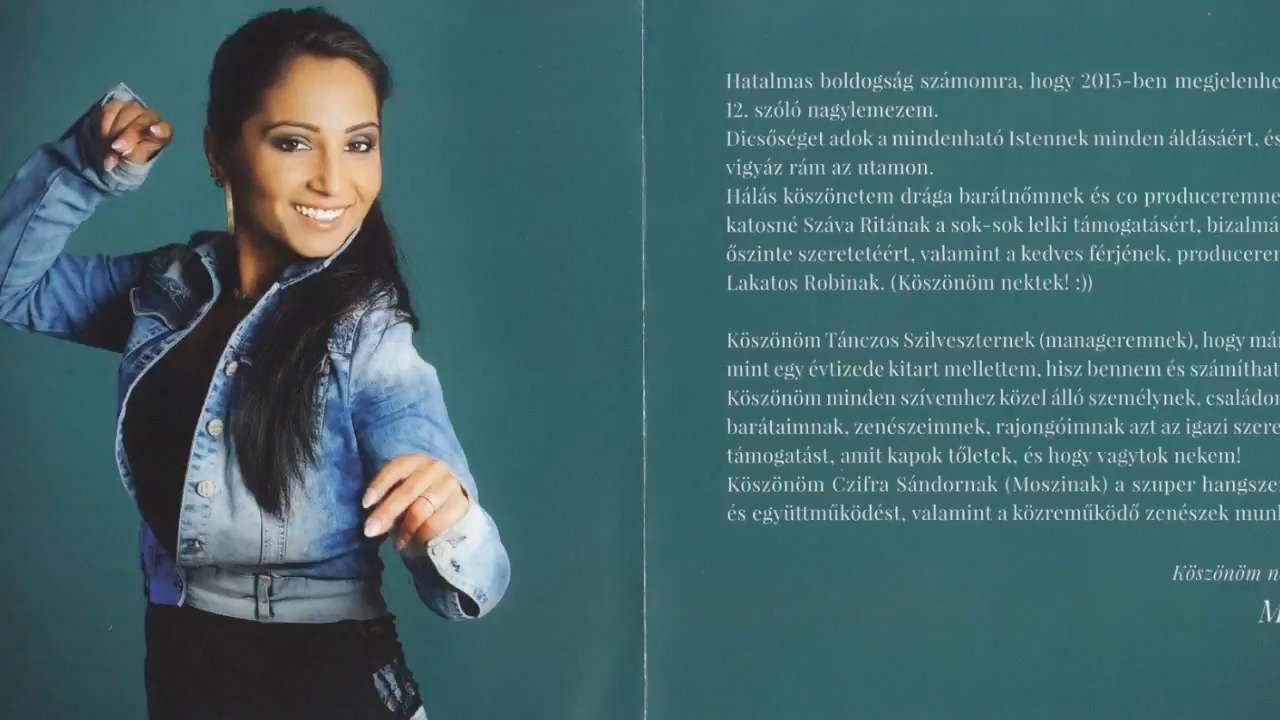 Hatalmas boldogság számomra, hogy 2015-ben megjelenhe
12. szóló nagylemezem.
Dicsőséget adok a mindenható Istennek minden áldásáért, és
vigyáz rám az utamon.
Hálás köszönetem drága barátnőmnek és co produceremne
katosné Száva Ritának a sok-sok lelki támogatásért, bizalmá
őszinte szeretetéért, valamint a kedves férjének, producerer
Lakatos Robinak. (Köszönöm nektek! :))
Köszönöm Tánczos Szilveszternek (manageremnek), hogy már
mint egy évtizede kitart mellettem, hisz bennem és számíthat
Köszönöm minden szívemhez közel álló személynek, családor
barátaimnak, zenészeimnek, rajongóimnak azt az igazi szere
támogatást, amit kapok tőletek, és hogy vagytok nekem!
Köszönöm Czifra Sándornak (Moszinak) a szuper hangsze
és együttműködést, valamint a közreműködő zenészek munk
Köszönöm n
M